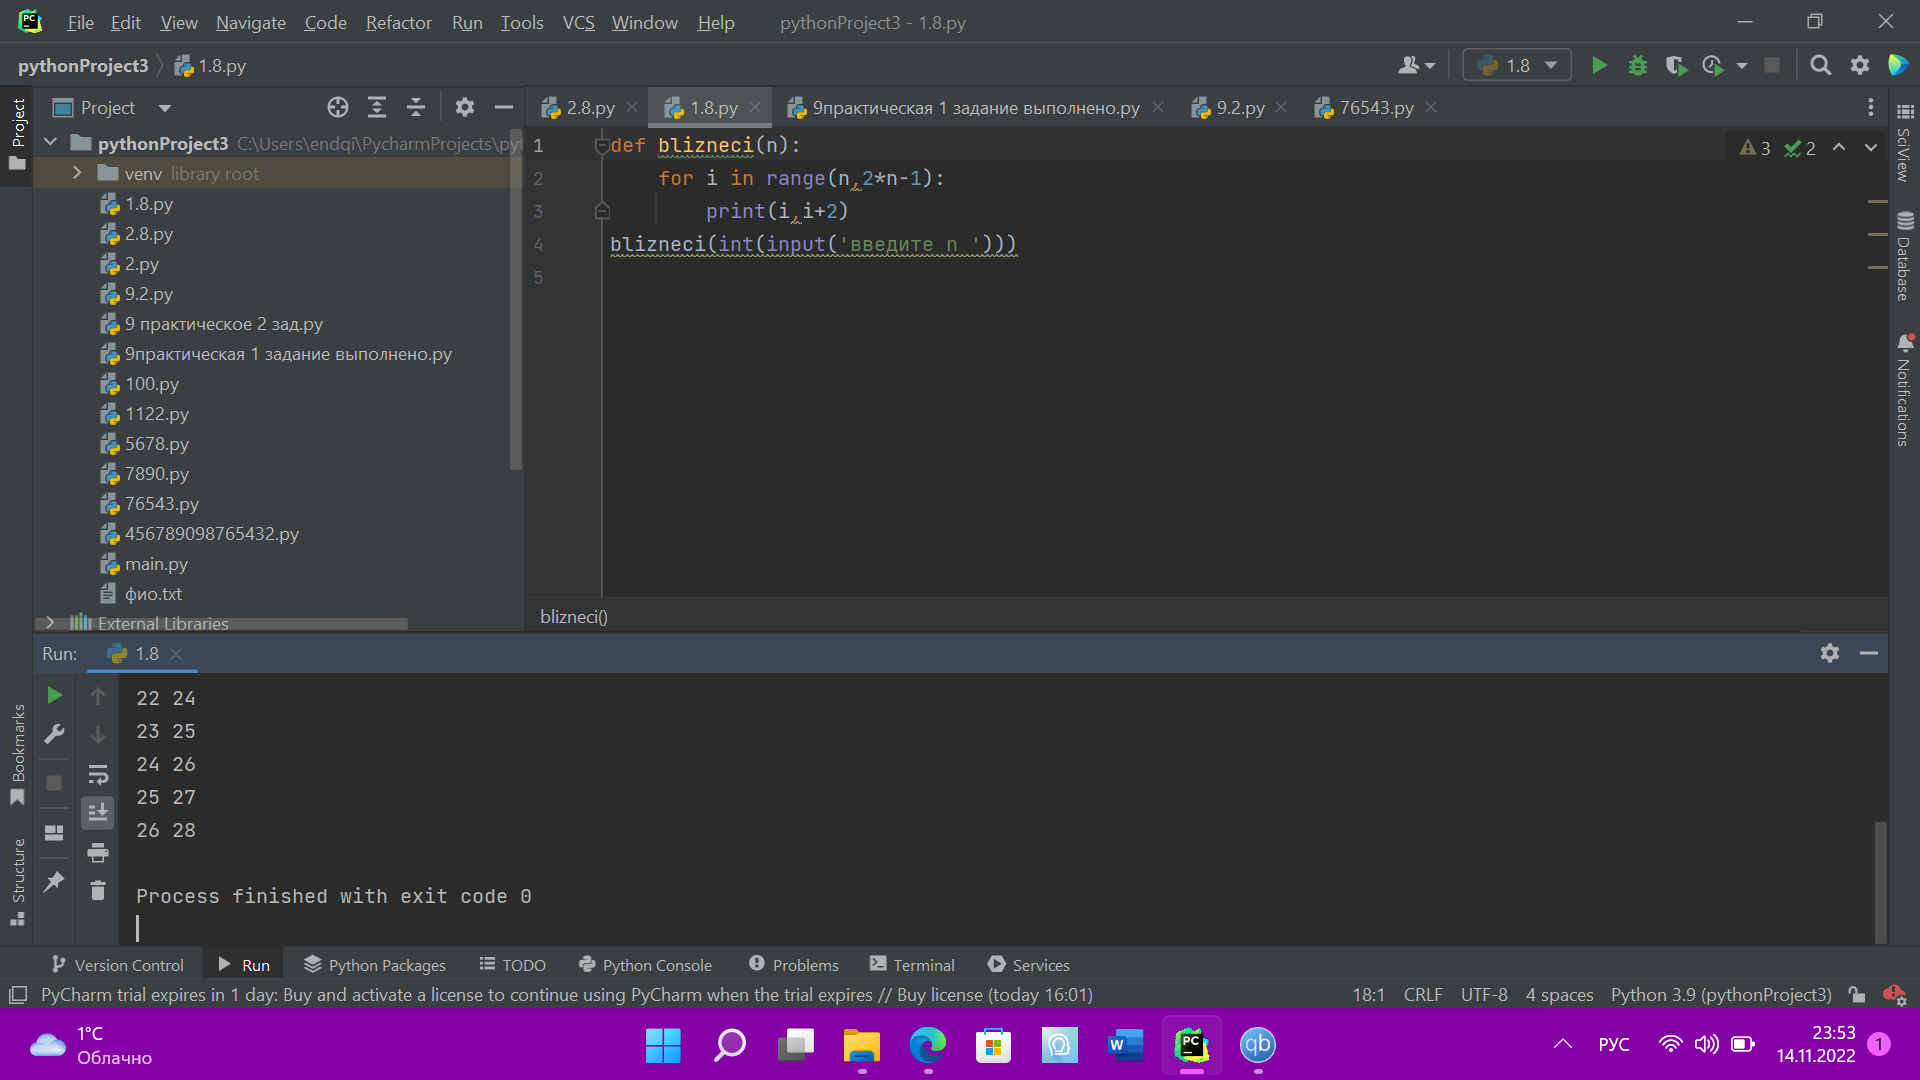 File Edit View Navigate Code Refactor Run Tools VCS Window Help pythonProject3 - 1.8.py
pythonProject3 1.8.py 1.8
Project
Project
2.8.py 1.8.py 9практическая 1 задание выполнено.py 9.2.py 76543.py
pythonProject3 C:\Users\endqi\PycharmProjects\pyt
venv library root
1.8.py
2.8.py
2.py
9.2.py
9 практическое 2 зад.py
9практическая 1 задание выполнено.py
100.py
1122.py
5678.py
7890.py
76543.py
456789098765432.py
main.py
фио.txt
External Libraries
1 def blizneci(n):
2 for i in range(n,2*n-1):
3 print(i,i+2)
4 blizneci(int(input('введите n ')))
5
3 2
blizneci()
SciView
Database
Notifications
Run: 1.8
22 24
23 25
24 26
25 27
26 28
Process finished with exit code 0
Bookmarks
Structure
Version Control Run Python Packages TODO Python Console Problems Terminal Services
PyCharm trial expires in 1 day: Buy and activate a license to continue using PyCharm when the trial expires // Buy license (today 16:01) 18:1 CRLF UTF-8 4 spaces Python 3.9 (pythonProject3)
1°C
Облачно
PC
W
PC
qb
РУС
23:53
14.11.2022
1